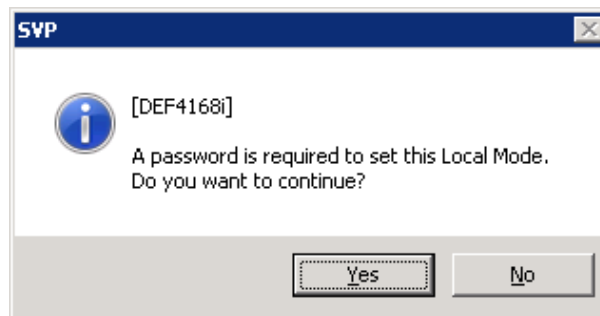 SVP
[DEF4168i]
A password is required to set this Local Mode.
Do you want to continue?
Yes No